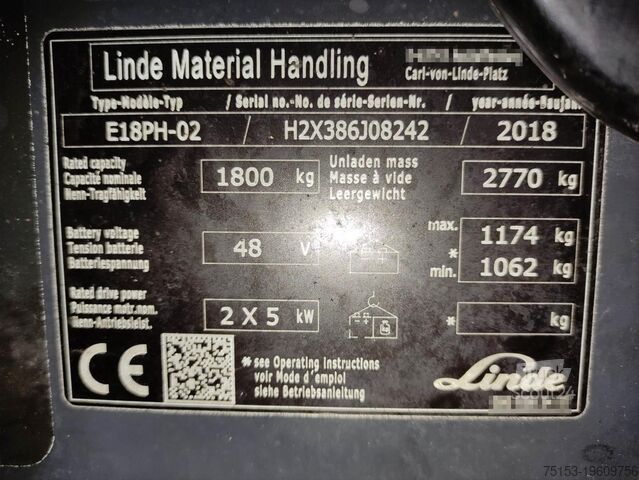 Linde Material Handling
Carl-von-Linde-Platz
Type-Modèle-Typ / Serial no.-No. de série-Serien-Nr. / year-année-Baujahr
E18PH-02 / H2X386J08242 / 2018
Rated capacity
Capacité nominale
Nenn-Tragfähigkeit
1800 kg
Unladen mass
Masse à vide
Leergewicht
2770 kg
Battery voltage
Tension batterie
Batteriespannung
48 V
max. 1174 kg
*
min. 1062 kg
Rated drive power
Puissance motr.nom.
Nenn-Antriebsleist.
2 X 5 kW
* kg
CE
* see Operating Instructions
voir Mode d'emploi
siehe Betriebsanleitung
Linde
75153-19609756